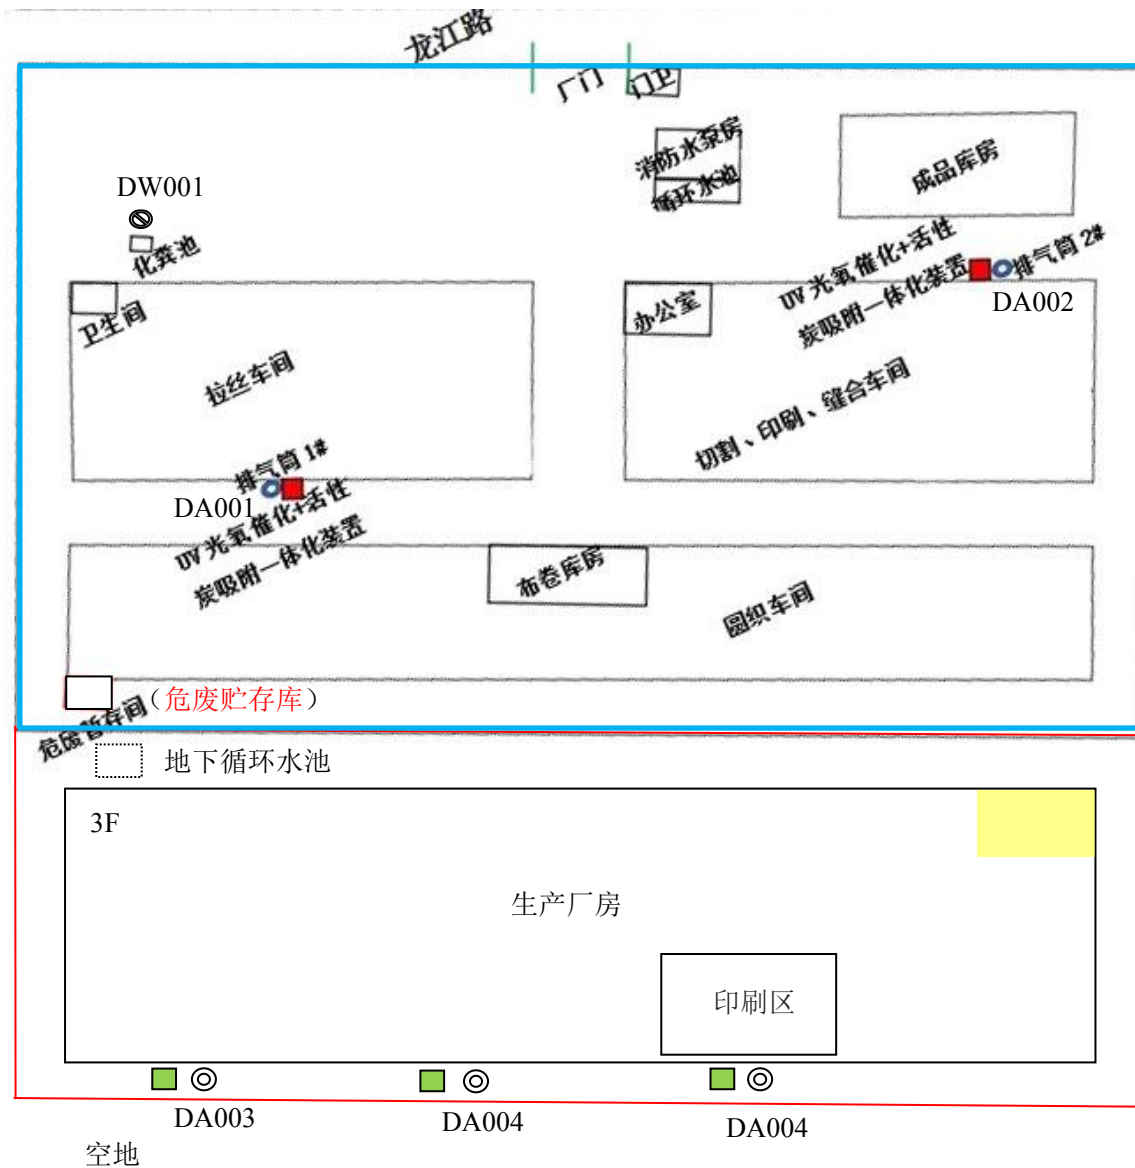 龙江路
厂门
门卫
消防水泵房
循环水池
成品库房
DW001
化粪池
卫生间
拉丝车间
办公室
UV 光氧催化+活性
炭吸附一体化装置
排气筒 2#
DA002
切割、印刷、缝合车间
排气筒 1#
DA001
UV 光氧催化+活性
炭吸附一体化装置
布卷库房
圆织车间
危废暂存间
（危废贮存库）
地下循环水池
3F
生产厂房
印刷区
DA003
DA004
DA004
空地